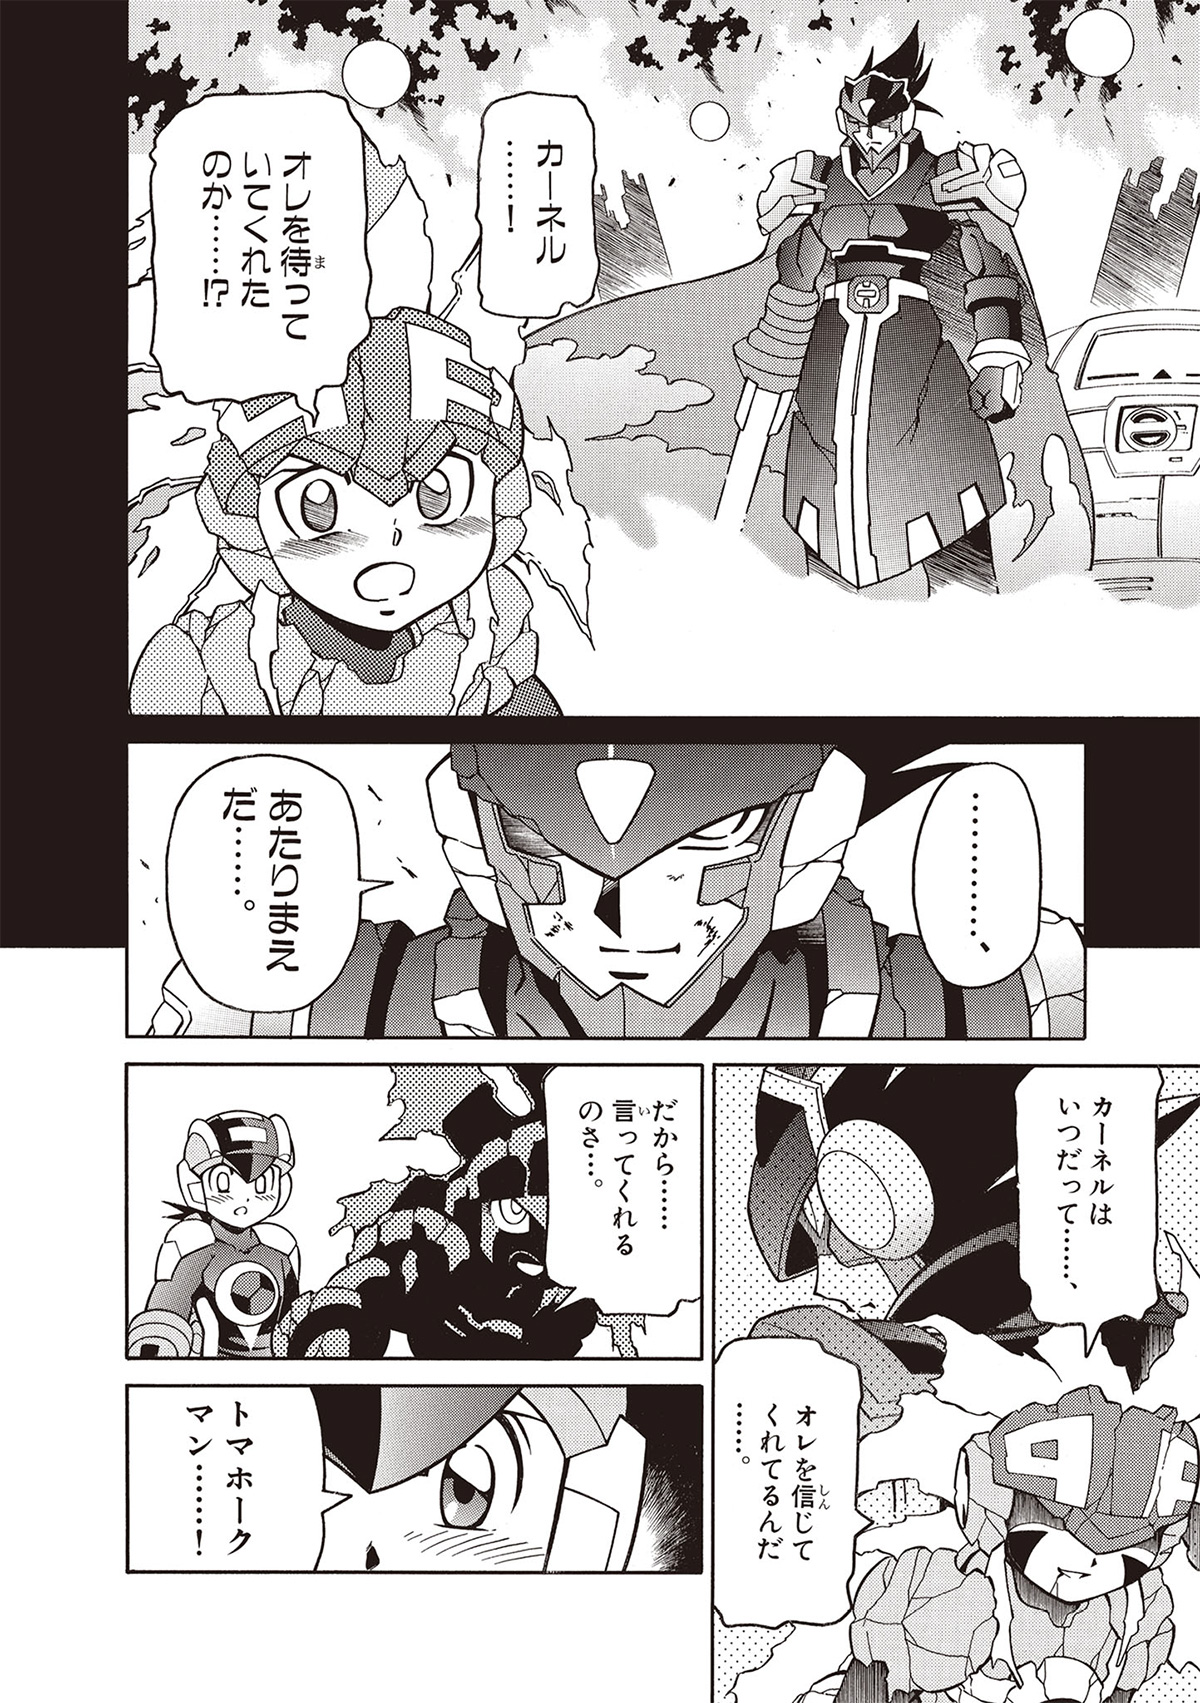 カーネル
……！
オレを待って
いてくれた
のか……!?
…………、
あたりまえ
だ……。
カーネルは
いつだって……、
オレを信じて
くれてるんだ
……。
だから……
言ってくれる
のさ…。
トマホーク
マン……！